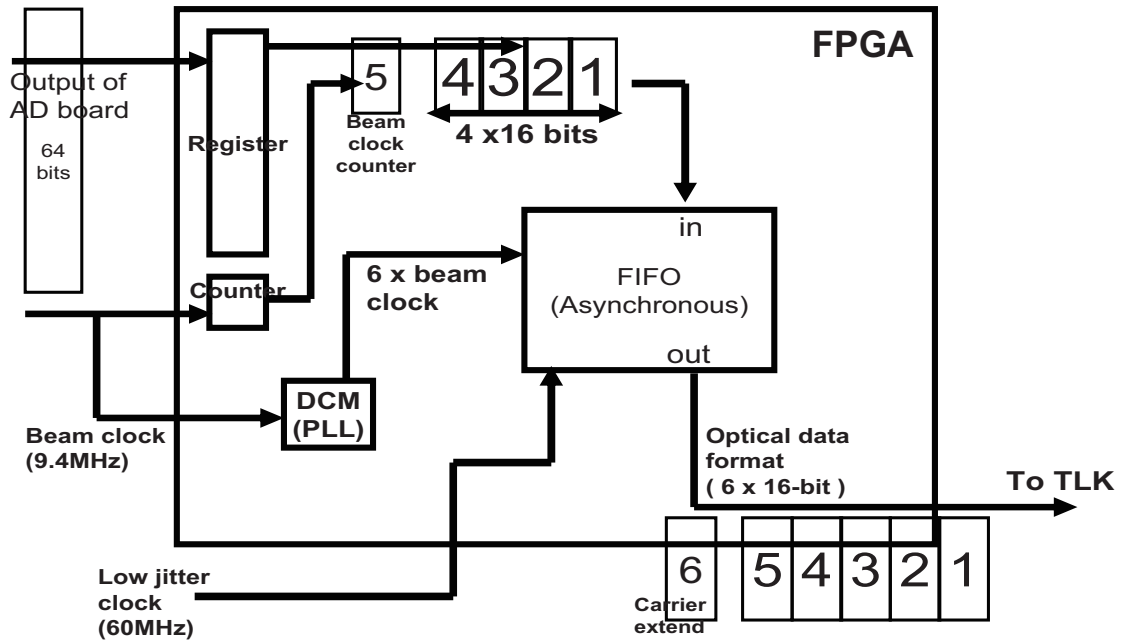 FPGA
Output of
AD board
64
bits
Register
5
Beam
clock
counter
4 3 2 1
4 x16 bits
Counter
6 x beam
clock
in
FIFO
(Asynchronous)
out
DCM
(PLL)
Beam clock
(9.4MHz)
Optical data
format
( 6 x 16-bit )
To TLK
Low jitter
clock
(60MHz)
6
Carrier
extend
5 4 3 2 1